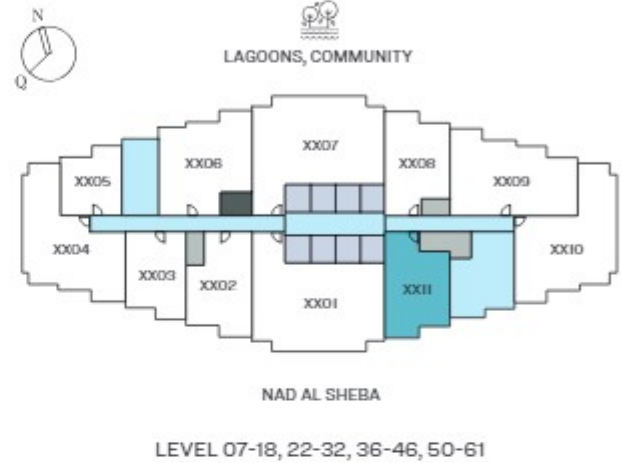 N
Q
LAGOONS, COMMUNITY
XX07
XX06
XX08
XX05
XX09
XX04
XX10
XX03
XX02
XX01
XX11
NAD AL SHEBA
LEVEL 07-18, 22-32, 36-46, 50-61